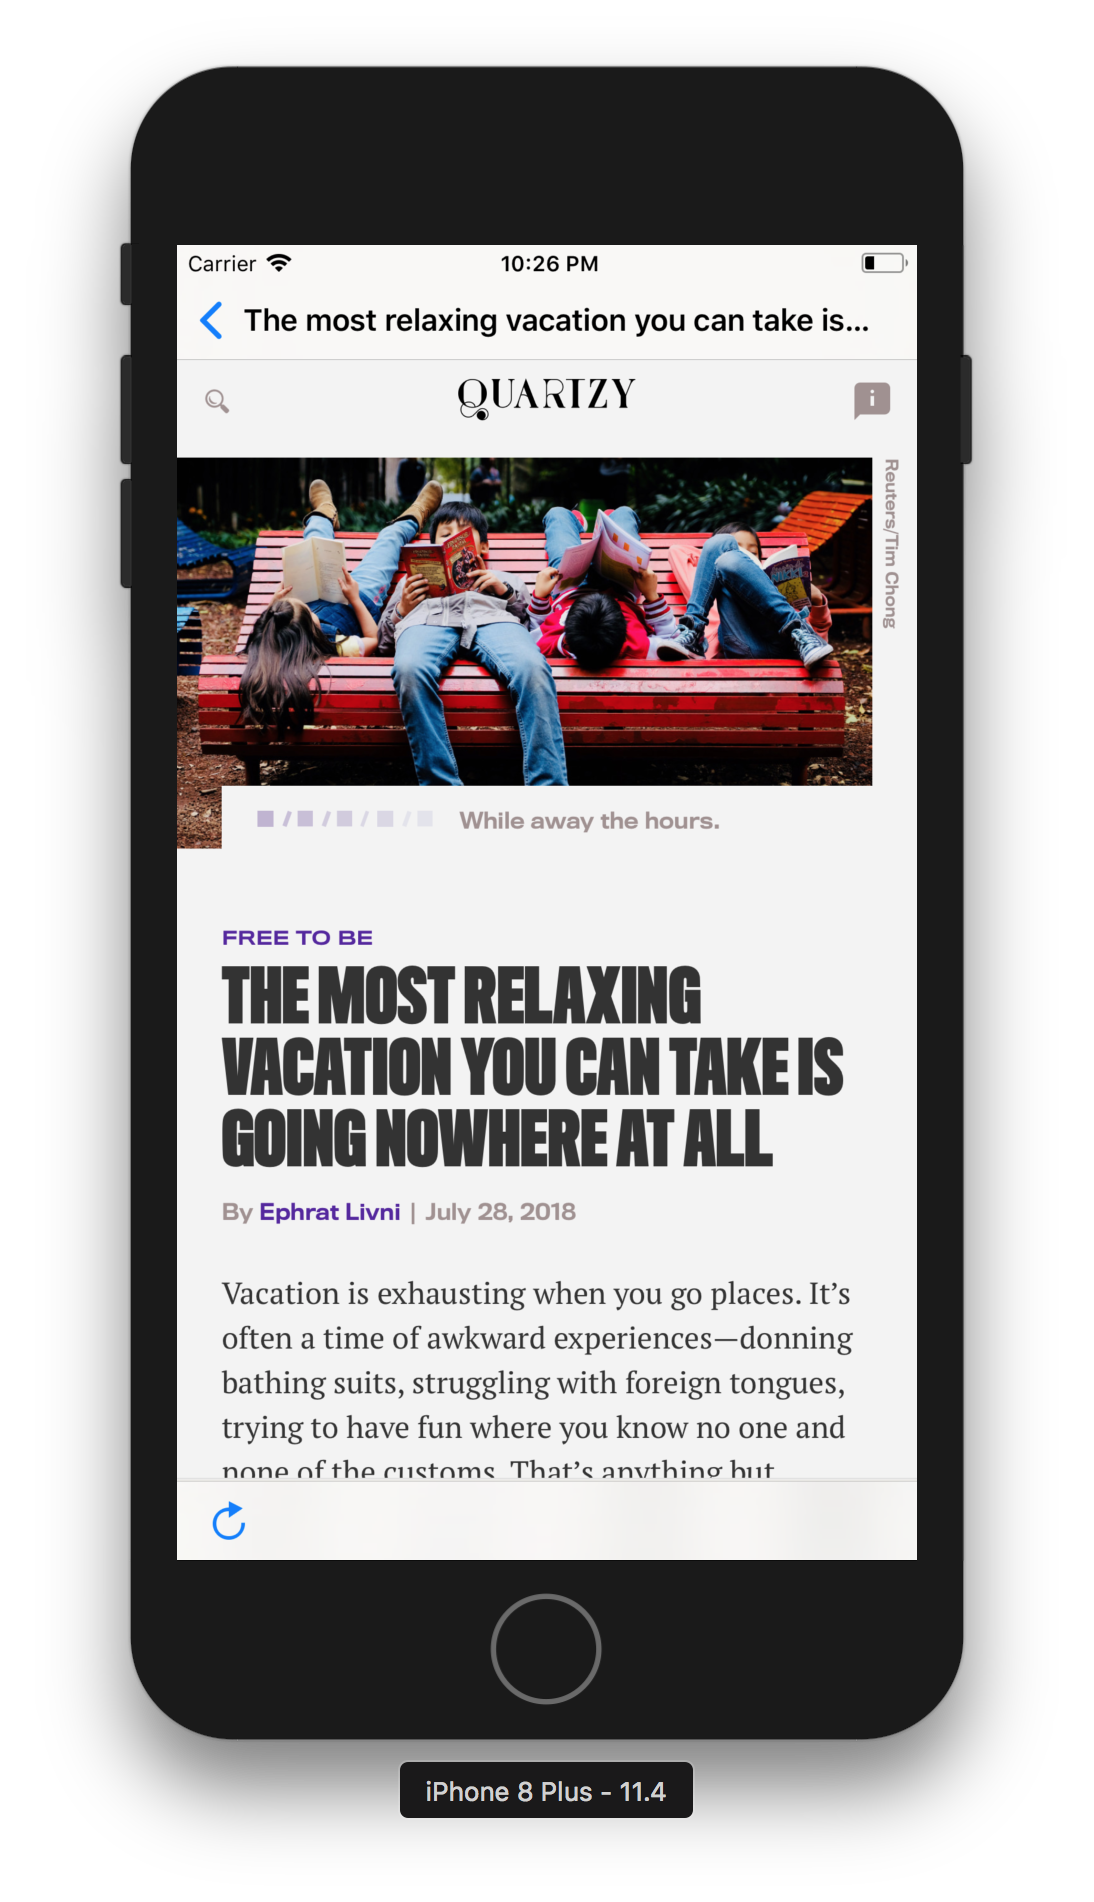 Carrier 10:26 PM
The most relaxing vacation you can take is...
QUARTZY
i
Reuters/Tim Chong
While away the hours.
FREE TO BE
THE MOST RELAXING
VACATION YOU CAN TAKE IS
GOING NOWHERE AT ALL
By Ephrat Livni | July 28, 2018
Vacation is exhausting when you go places. It’s
often a time of awkward experiences—donning
bathing suits, struggling with foreign tongues,
trying to have fun where you know no one and
none of the customs. That’s anything but
iPhone 8 Plus - 11.4